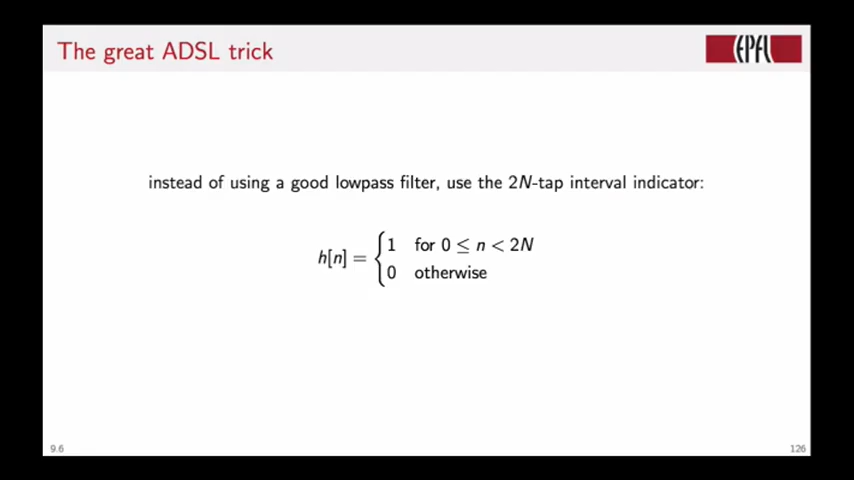 The great ADSL trick
EPFL
instead of using a good lowpass filter, use the 2N-tap interval indicator:
h[n] = { 1 for 0 ≤ n < 2N
0 otherwise
9.6
126